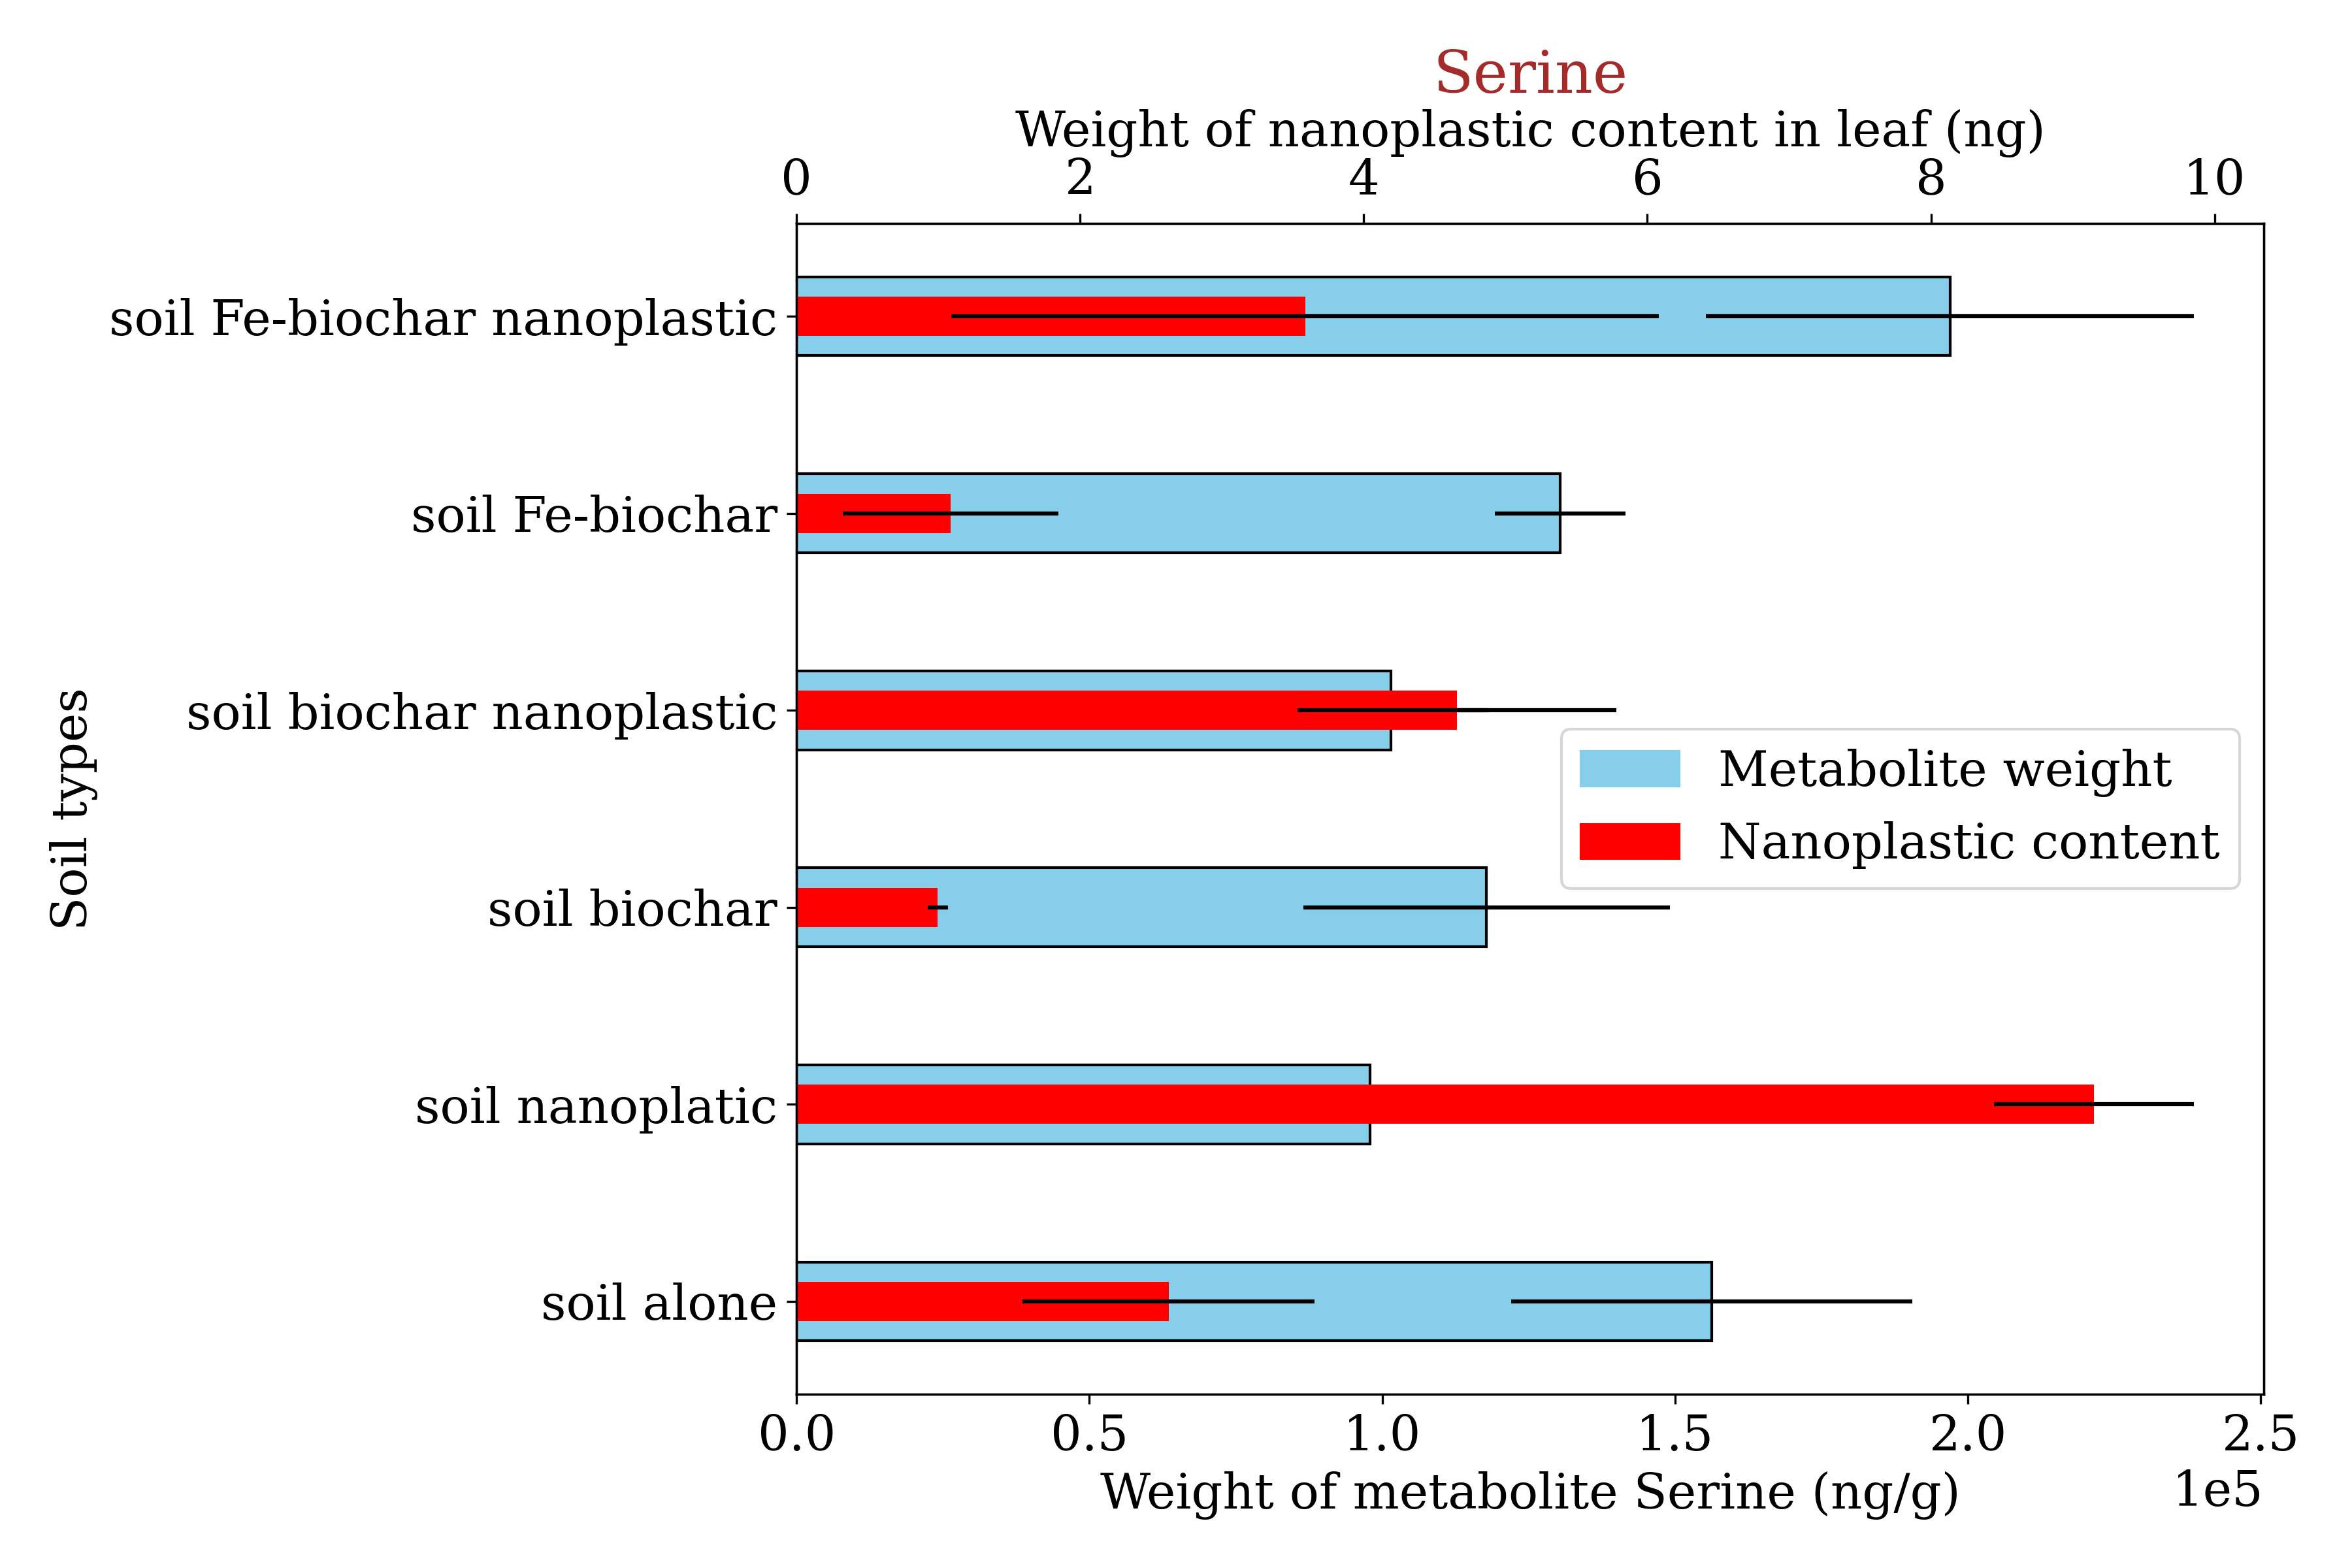 Serine
Weight of nanoplastic content in leaf (ng)
0 2 4 6 8 10
soil Fe-biochar nanoplastic
soil Fe-biochar
soil biochar nanoplastic
soil biochar
soil nanoplatic
soil alone
Soil types
Metabolite weight
Nanoplastic content
0.0 0.5 1.0 1.5 2.0 2.5
Weight of metabolite Serine (ng/g)
1e5